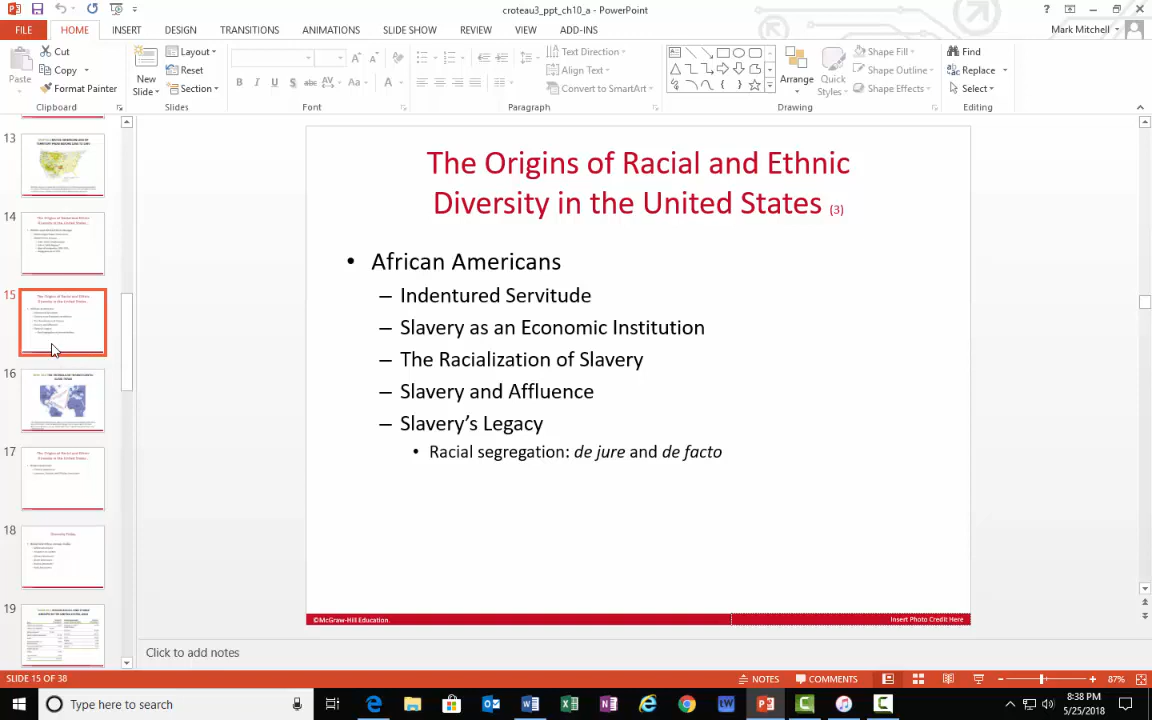 croteau3_ppt_ch10_a - PowerPoint
FILE HOME INSERT DESIGN TRANSITIONS ANIMATIONS SLIDE SHOW REVIEW VIEW ADD-INS Mark Mitchell
Cut
Copy
Format Painter
Paste
Clipboard
New
Slide
Layout
Reset
Section
Slides
B I U S abc AV Aa A
Font
Text Direction
Align Text
Convert to SmartArt
Paragraph
Arrange
Quick
Styles
Shape Fill
Shape Outline
Shape Effects
Drawing
Find
Replace
Select
Editing
13
14
15
16
17
18
19
The Origins of Racial and Ethnic
Diversity in the United States (3)
• African Americans
– Indentured Servitude
– Slavery as an Economic Institution
– The Racialization of Slavery
– Slavery and Affluence
– Slavery’s Legacy
• Racial segregation: de jure and de facto
©McGraw-Hill Education. Insert Photo Credit Here
Click to add notes
SLIDE 15 OF 38 NOTES COMMENTS 87%
Type here to search
8:38 PM
5/25/2018